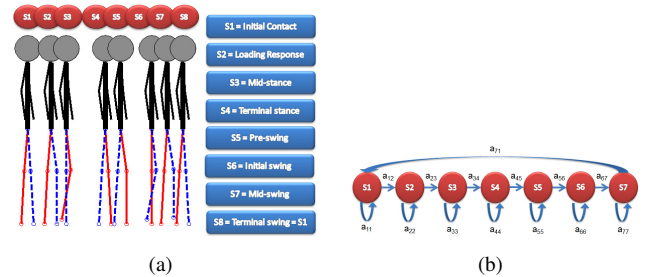 S1 S2 S3 S4 S5 S6 S7 S8
S1 = Initial Contact
S2 = Loading Response
S3 = Mid-stance
S4 = Terminal stance
S5 = Pre-swing
S6 = Initial swing
S7 = Mid-swing
S8 = Terminal swing = S1
(a)
a71
a12 a23 a34 a45 a56 a67
S1 S2 S3 S4 S5 S6 S7
a11 a22 a33 a44 a55 a66 a77
(b)